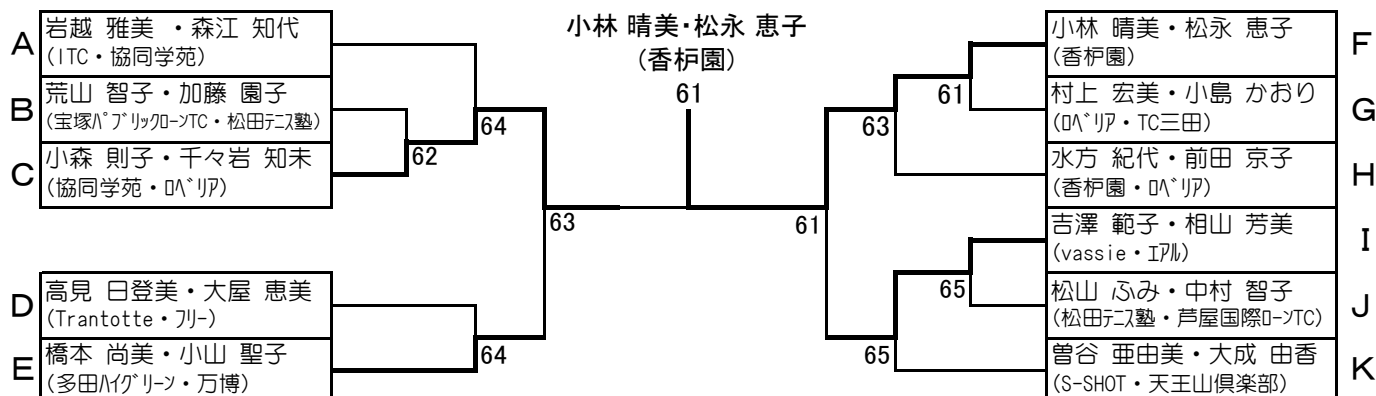 A
岩越 雅美 ・森江 知代
(ITC・協同学苑)
B
荒山 智子・加藤 園子
(宝塚ﾊﾟﾌﾞﾘｯｸﾛｰﾝTC・松田ﾃﾆｽ塾)
C
小森 則子・千々岩 知未
(協同学苑・ﾛﾍﾞﾘｱ)
62
64
D
高見 日登美・大屋 恵美
(Trantotte・ﾌﾘｰ)
E
橋本 尚美・小山 聖子
(多田ﾊｲｸﾞﾘｰﾝ・万博)
64
63
小林 晴美・松永 恵子
(香枦園)
61
小林 晴美・松永 恵子
(香枦園)
F
村上 宏美・小島 かおり
(ﾛﾍﾞﾘｱ・TC三田)
G
水方 紀代・前田 京子
(香枦園・ﾛﾍﾞﾘｱ)
H
61
63
61
吉澤 範子・相山 芳美
(vassie・ｴｱﾙ)
I
松山 ふみ・中村 智子
(松田ﾃﾆｽ塾・芦屋国際ﾛｰﾝTC)
J
曽谷 亜由美・大成 由香
(S-SHOT・天王山倶楽部)
K
65
65